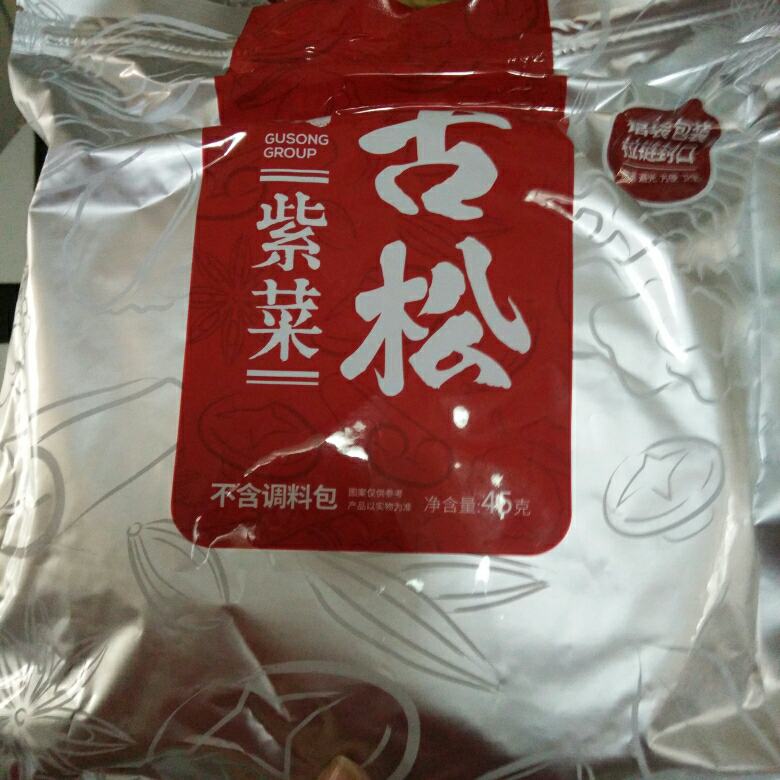 GUSONG
GROUP
紫菜
古松
拉链封口
不含调料包
图案仅供参考
产品以实物为准
净含量:45克